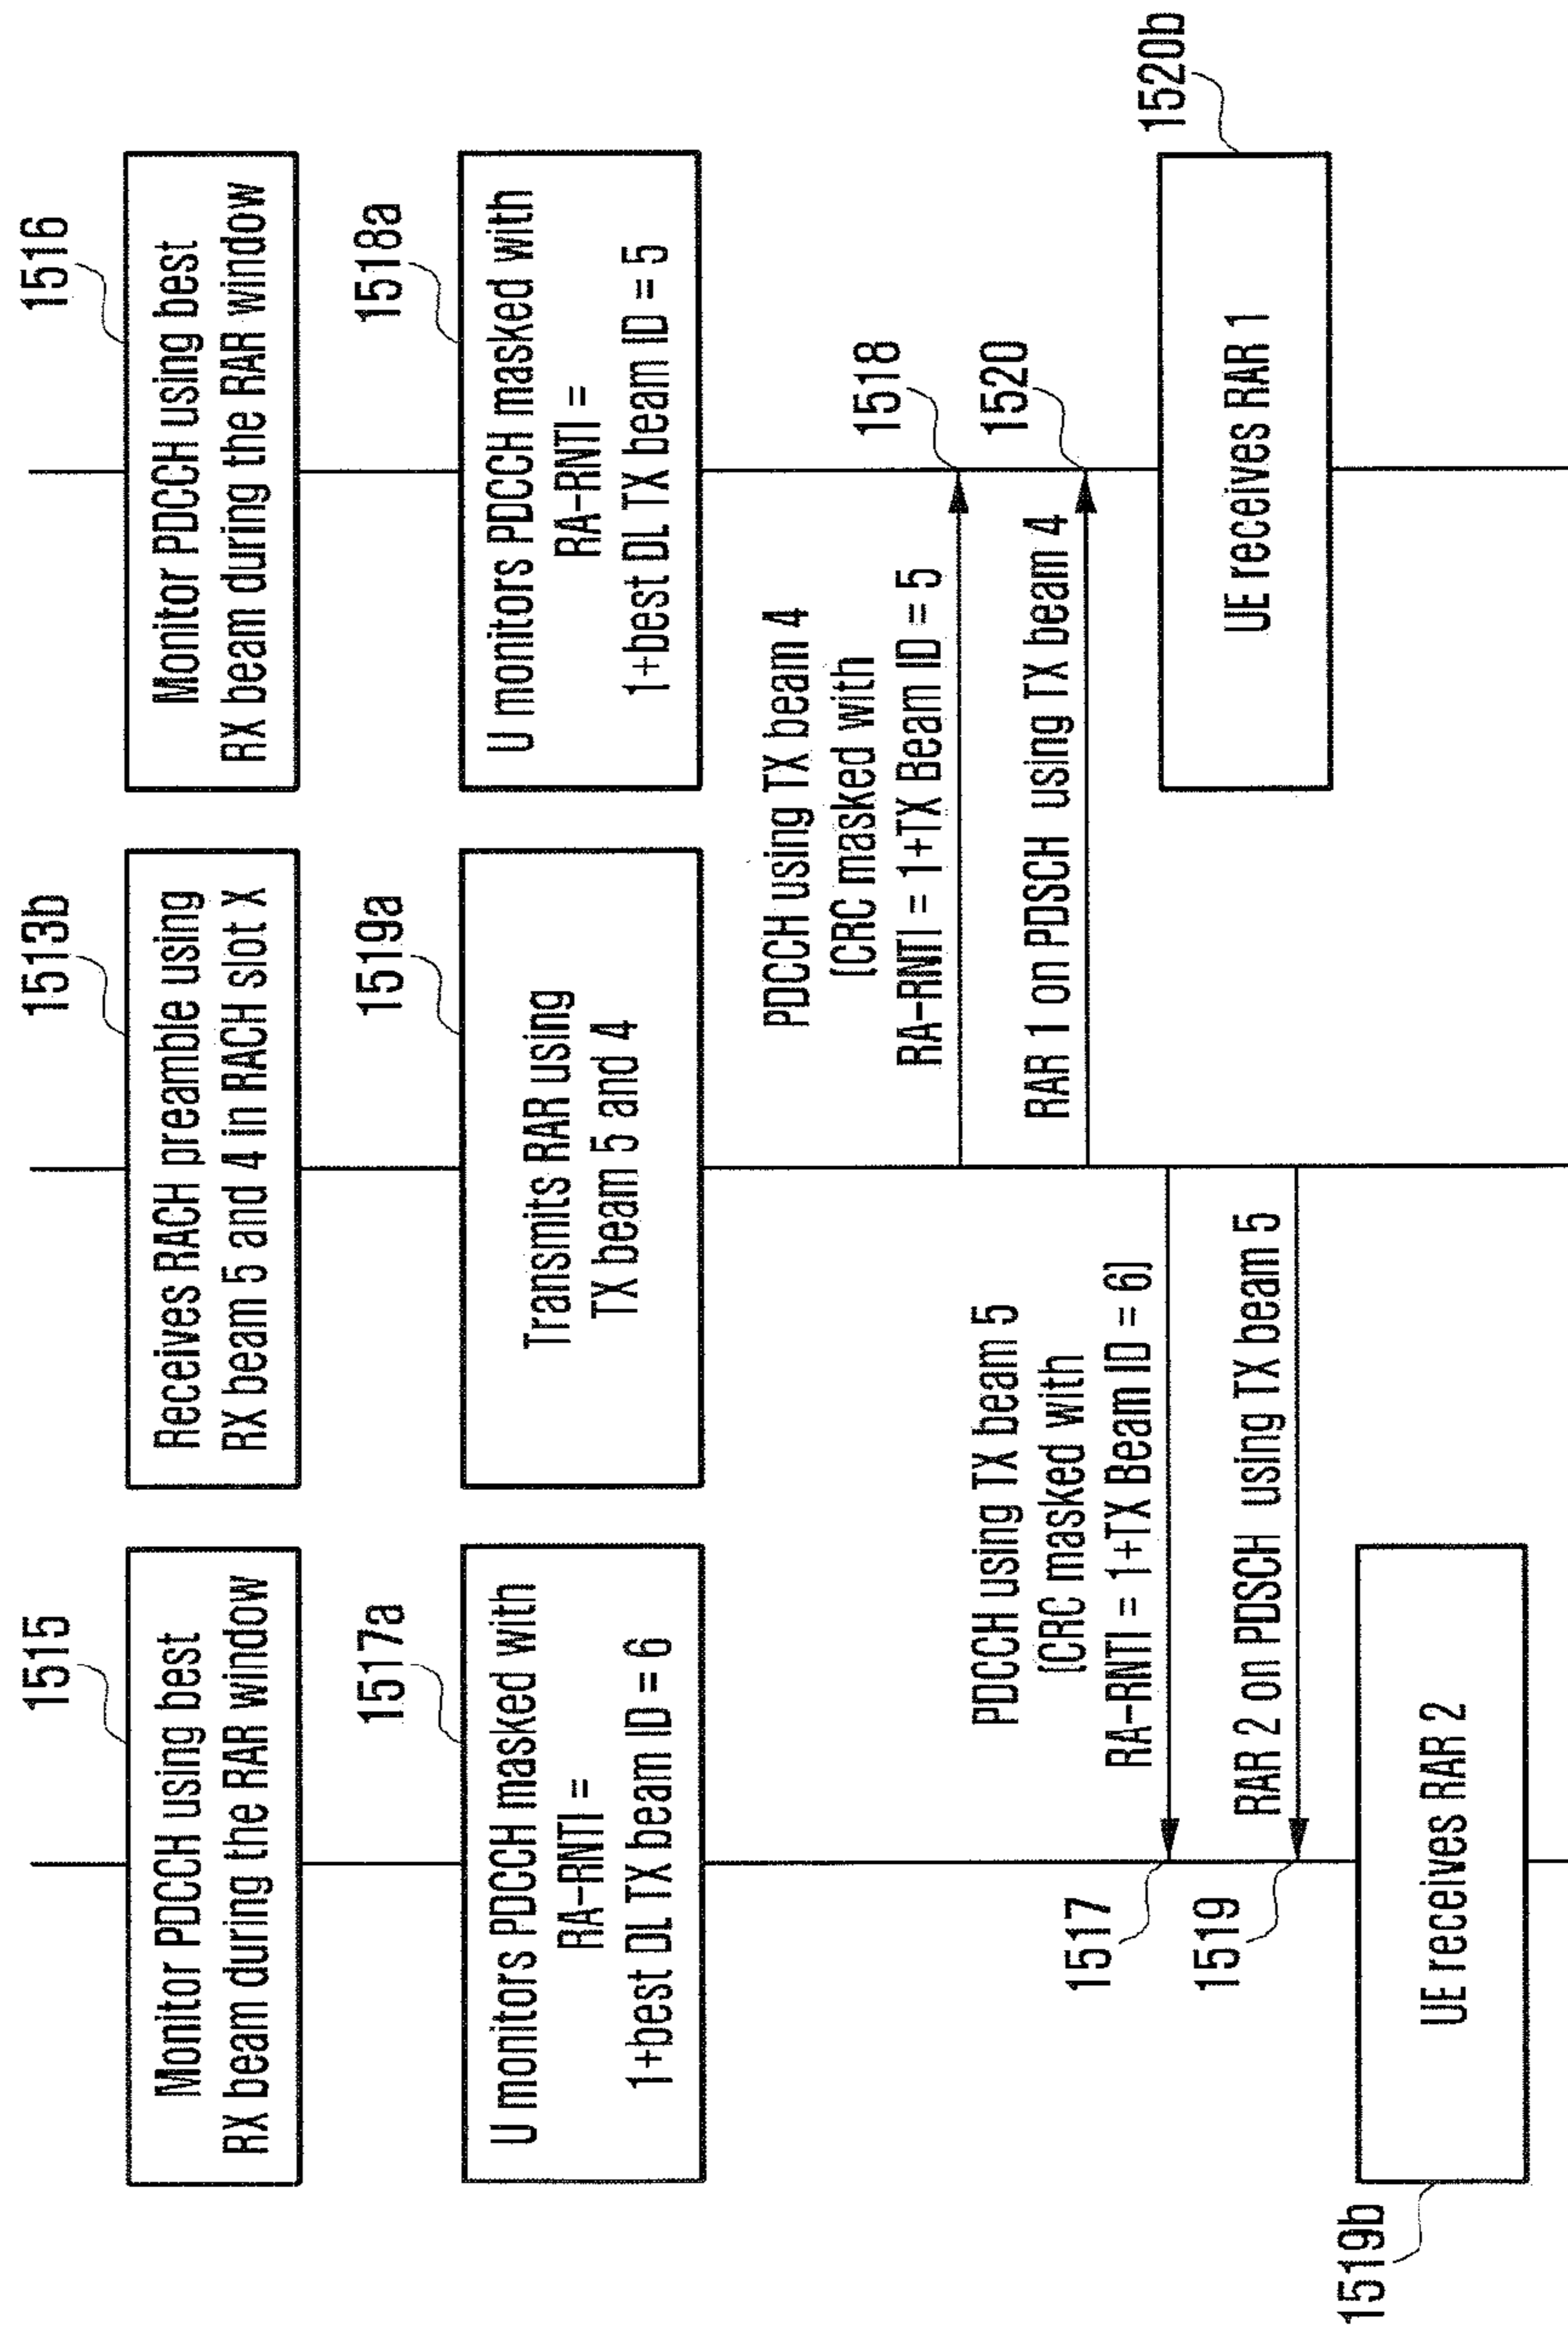 1515
Monitor PDCCH using best
RX beam during the RAR window
1513b
Receives RACH preamble using
RX beam 5 and 4 in RACH slot X
1516
Monitor PDCCH using best
RX beam during the RAR window
1517a
U monitors PDCCH masked with
RA-RNTI =
1+best DL TX beam ID = 6
1519a
Transmits RAR using
TX beam 5 and 4
1518a
U monitors PDCCH masked with
RA-RNTI =
1+best DL TX beam ID = 5
PDCCH using TX beam 4
(CRC masked with
RA-RNTI = 1+TX Beam ID = 5
1518
RAR 1 on PDSCH using TX beam 4
1520
PDCCH using TX beam 5
(CRC masked with
RA-RNTI = 1+TX Beam ID = 6)
1517
RAR 2 on PDSCH using TX beam 5
1519
UE receives RAR 1
1520b
UE receives RAR 2
1519b